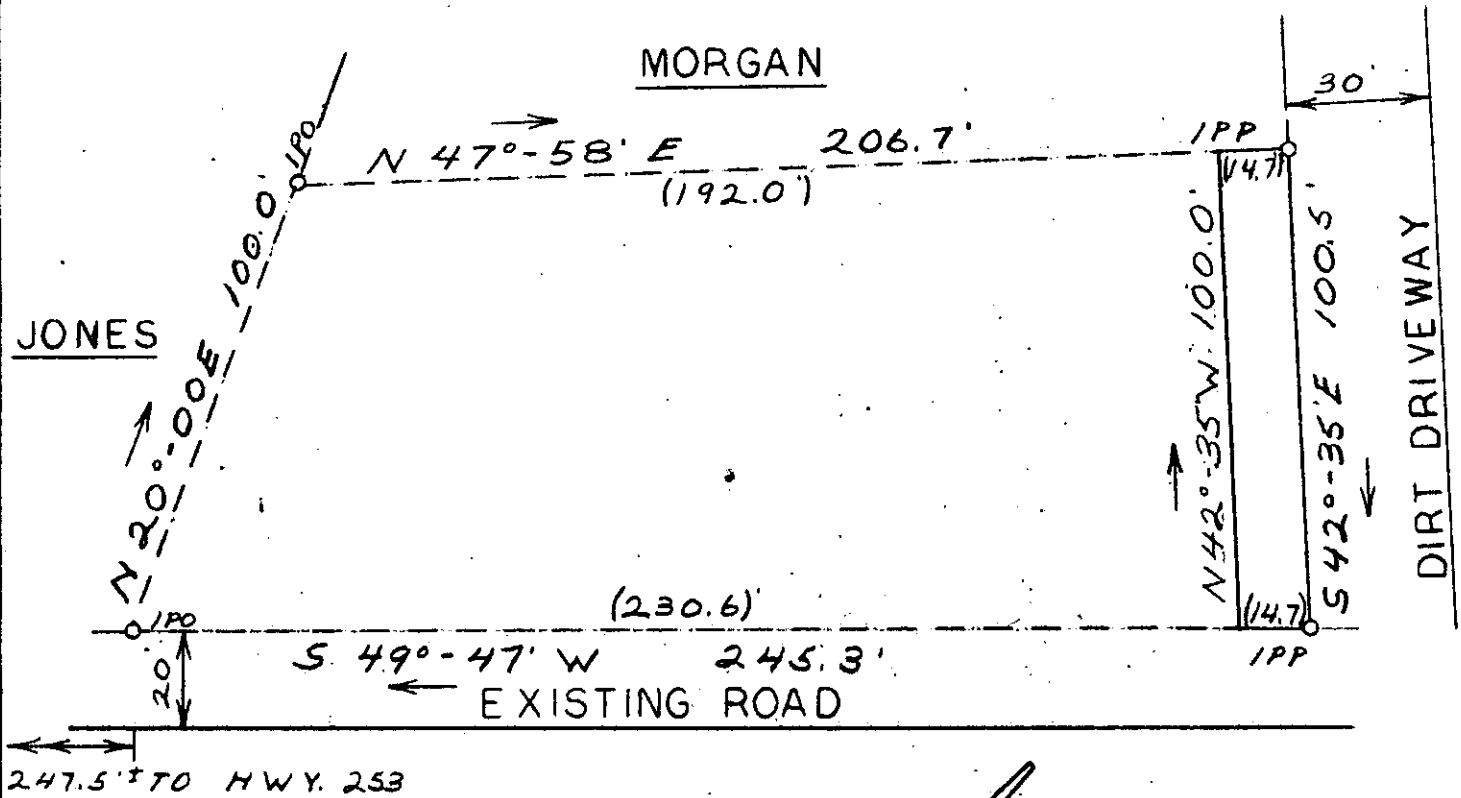 MORGAN
30'
IPO
N 47°-58' E 206.7'
IPP
(192.0')
(14.7)
N 20°-00E 100.0
JONES
N42°-35'W 100.0'
S 42°-35'E 100.5'
DIRT DRIVEWAY
IPO
(230.6)'
(14.7)
S 49°-47' W 245.3'
IPP
20
EXISTING ROAD
247.5'± TO HWY. 253